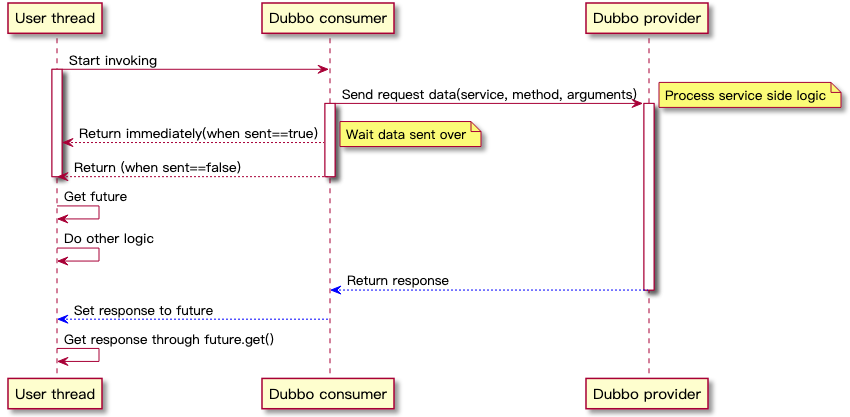 User thread
Dubbo consumer
Dubbo provider
Start invoking
Send request data(service, method, arguments)
Process service side logic
Return immediately(when sent==true)
Wait data sent over
Return (when sent==false)
Get future
Do other logic
Return response
Set response to future
Get response through future.get()
User thread
Dubbo consumer
Dubbo provider